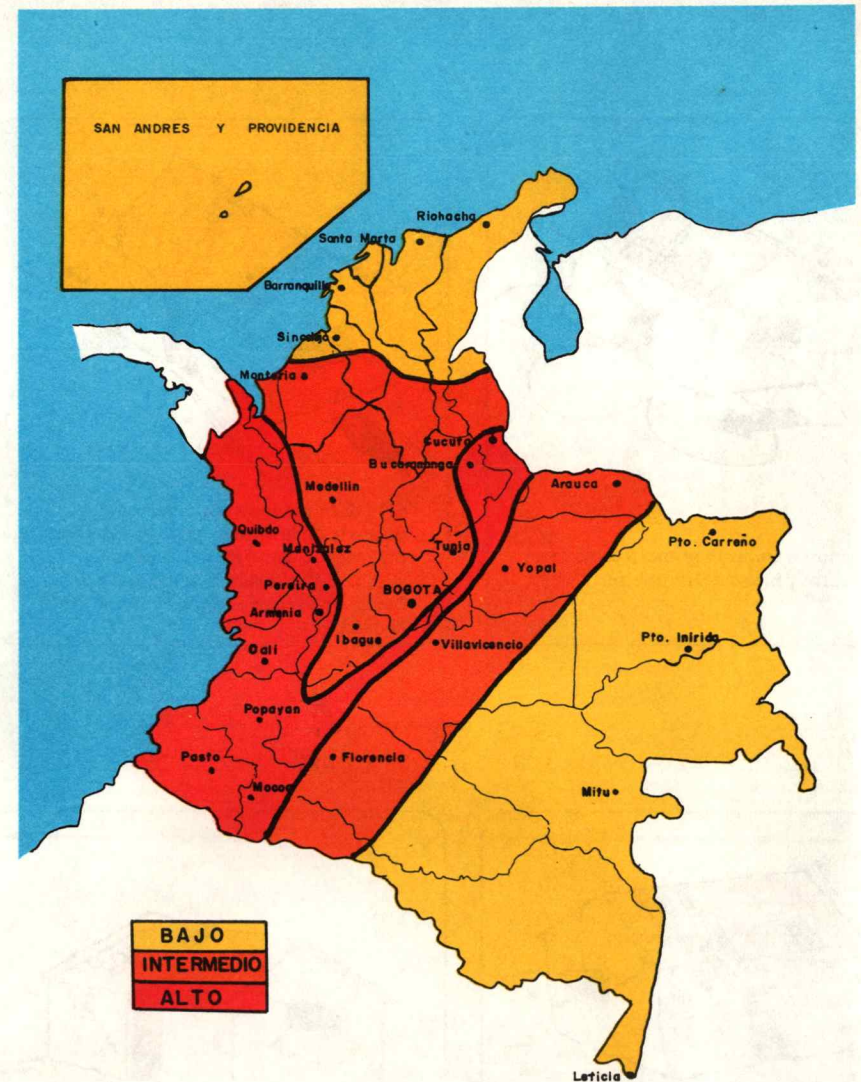 SAN ANDRES Y PROVIDENCIA
Riohacha
Santa Marta
Barranquilla
Sincelejo
Monteria
Cucuta
Bucaramanga
Arauca
Medellin
Quibdo
Manizalez
Tunja
Pto. Carreño
Yopal
Pereira
BOGOTA
Armenia
Ibague
Villavicencio
Pto. Inirida
Cali
Popayan
Pasto
Florencia
Mocoa
Mitu
BAJO
INTERMEDIO
ALTO
Leticia